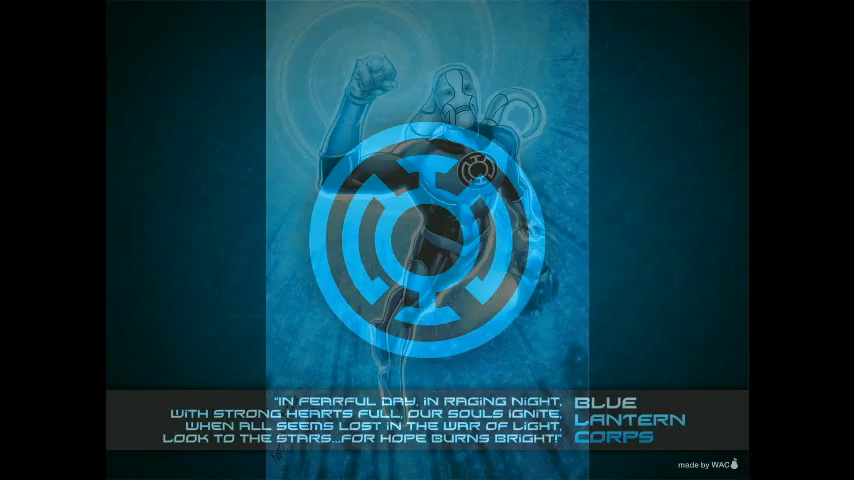 "IN FEARFUL DAY, IN RAGING NIGHT,
WITH STRONG HEARTS FULL, OUR SOULS IGNITE,
WHEN ALL SEEMS LOST IN THE WAR OF LIGHT,
LOOK TO THE STARS...FOR HOPE BURNS BRIGHT!"
BLUE
LANTERN
CORPS
made by WAC